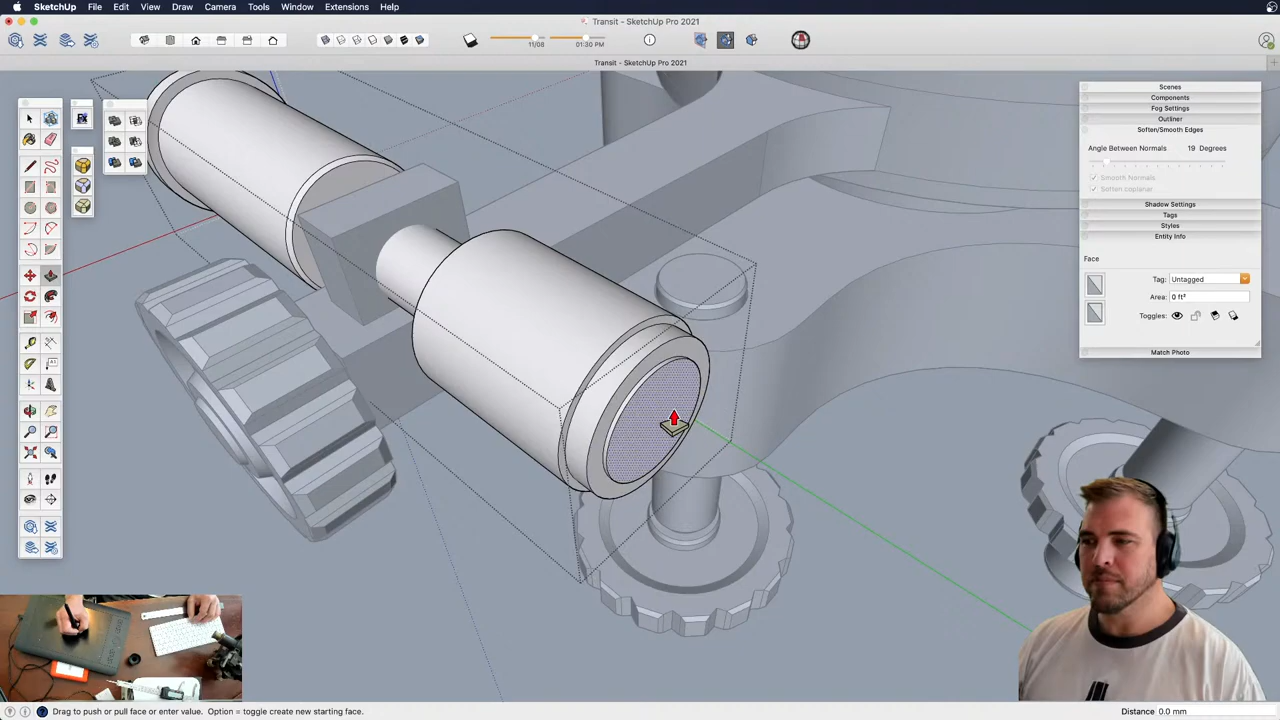 SketchUp File Edit View Draw Camera Tools Window Extensions Help
Transit - SketchUp Pro 2021
11/08 01:30 PM
Transit - SketchUp Pro 2021
Scenes
Components
Fog Settings
Outliner
Soften/Smooth Edges
Angle Between Normals 19 Degrees
Smooth Normals
Soften coplanar
Shadow Settings
Tags
Styles
Entity Info
Face
Tag: Untagged
Area: 0 ft²
Toggles:
Match Photo
Drag to push or pull face or enter value. Option = toggle create new starting face.
Distance 0.0 mm